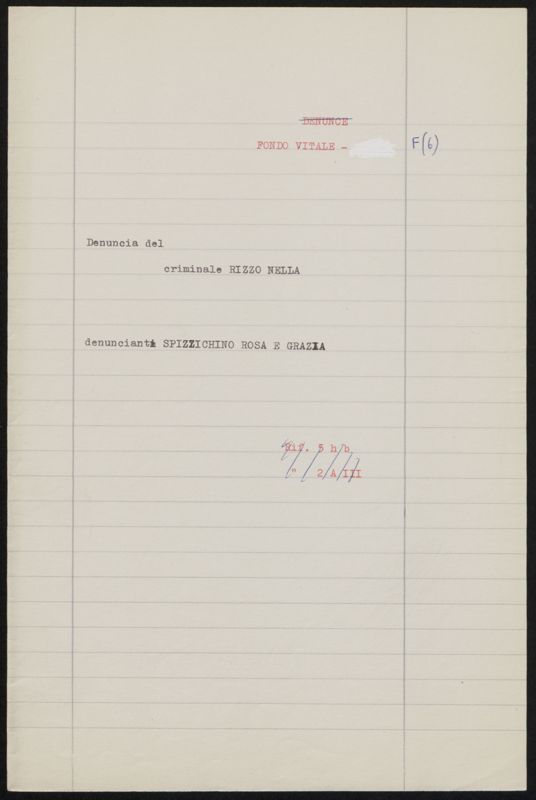 DENUNCE
FONDO VITALE - F(6)
Denuncia del
criminale RIZZO NELLA
denuncianti SPIZZICHINO ROSA E GRAZIA
Rif. 5 h b
" 2 A III